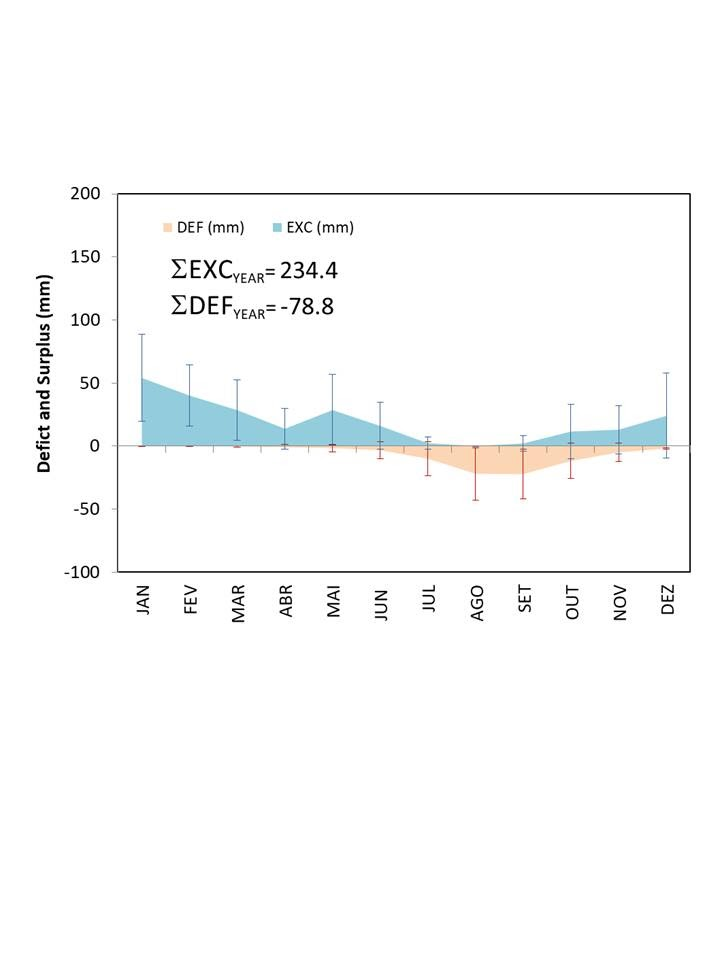 Defict and Surplus (mm)
200
150
100
50
0
-50
-100
DEF (mm) EXC (mm)
ΣEXCYEAR= 234.4
ΣDEFYEAR= -78.8
JAN FEV MAR ABR MAI JUN JUL AGO SET OUT NOV DEZ